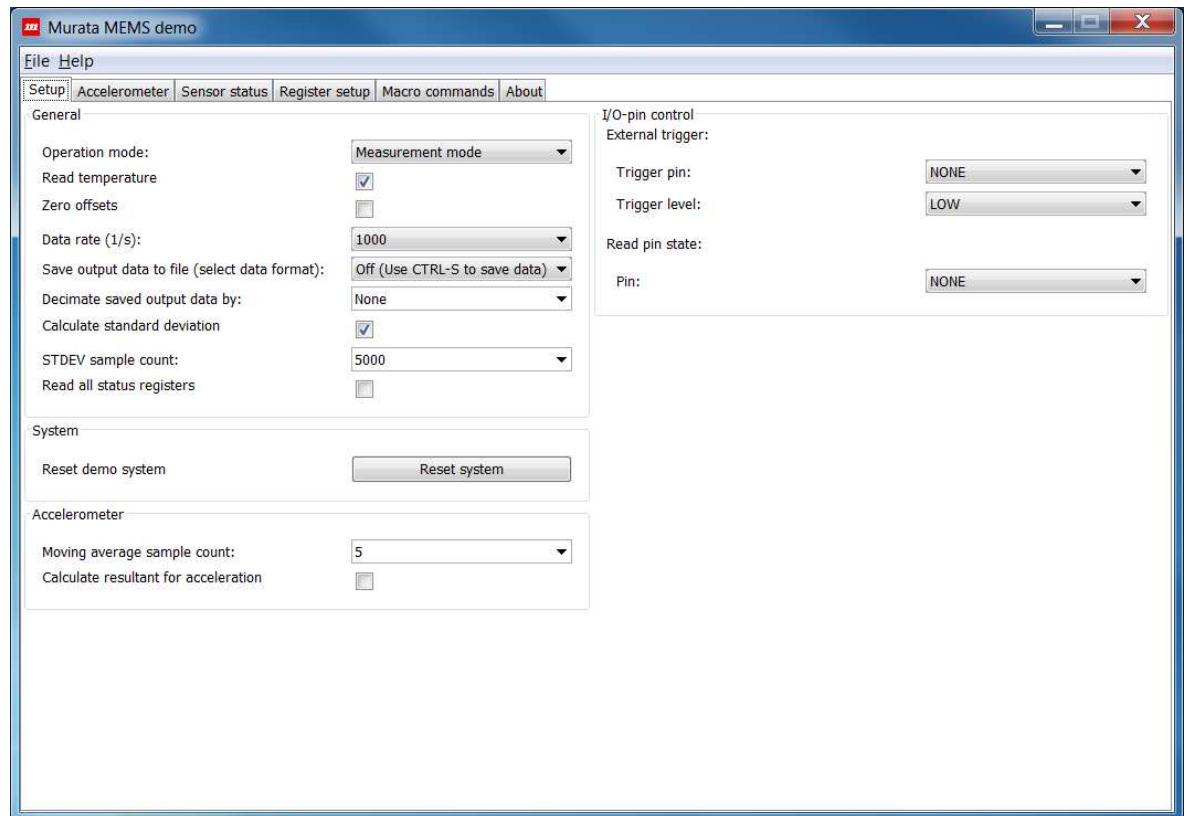 m Murata MEMS demo
File Help
Setup Accelerometer Sensor status Register setup Macro commands About
General
Operation mode: Measurement mode
Read temperature
Zero offsets
Data rate (1/s): 1000
Save output data to file (select data format): Off (Use CTRL-S to save data)
Decimate saved output data by: None
Calculate standard deviation
STDEV sample count: 5000
Read all status registers
System
Reset demo system Reset system
Accelerometer
Moving average sample count: 5
Calculate resultant for acceleration
I/O-pin control
External trigger:
Trigger pin: NONE
Trigger level: LOW
Read pin state:
Pin: NONE